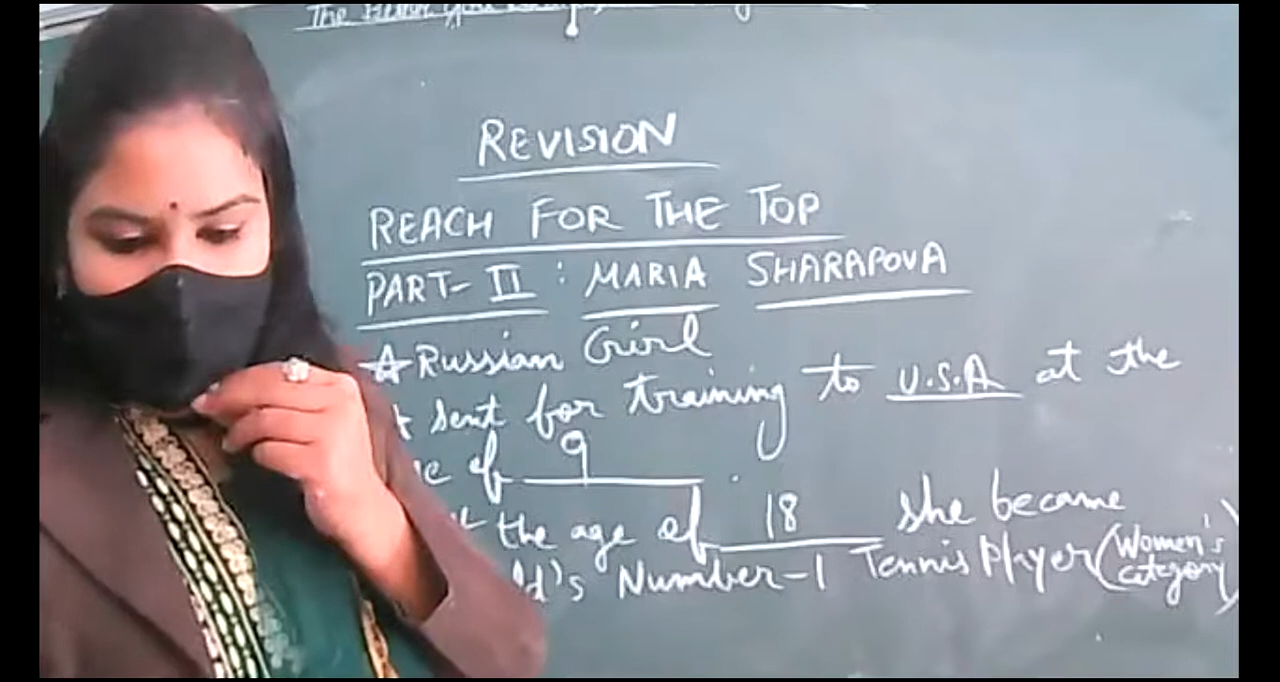 REVISION
REACH FOR THE TOP
PART-II : MARIA SHARAPOVA
☆ Russian Girl
sent for training to U.S.A at the
of 9.
the age of 18 she became
Number-1 Tennis Player (Women's category)